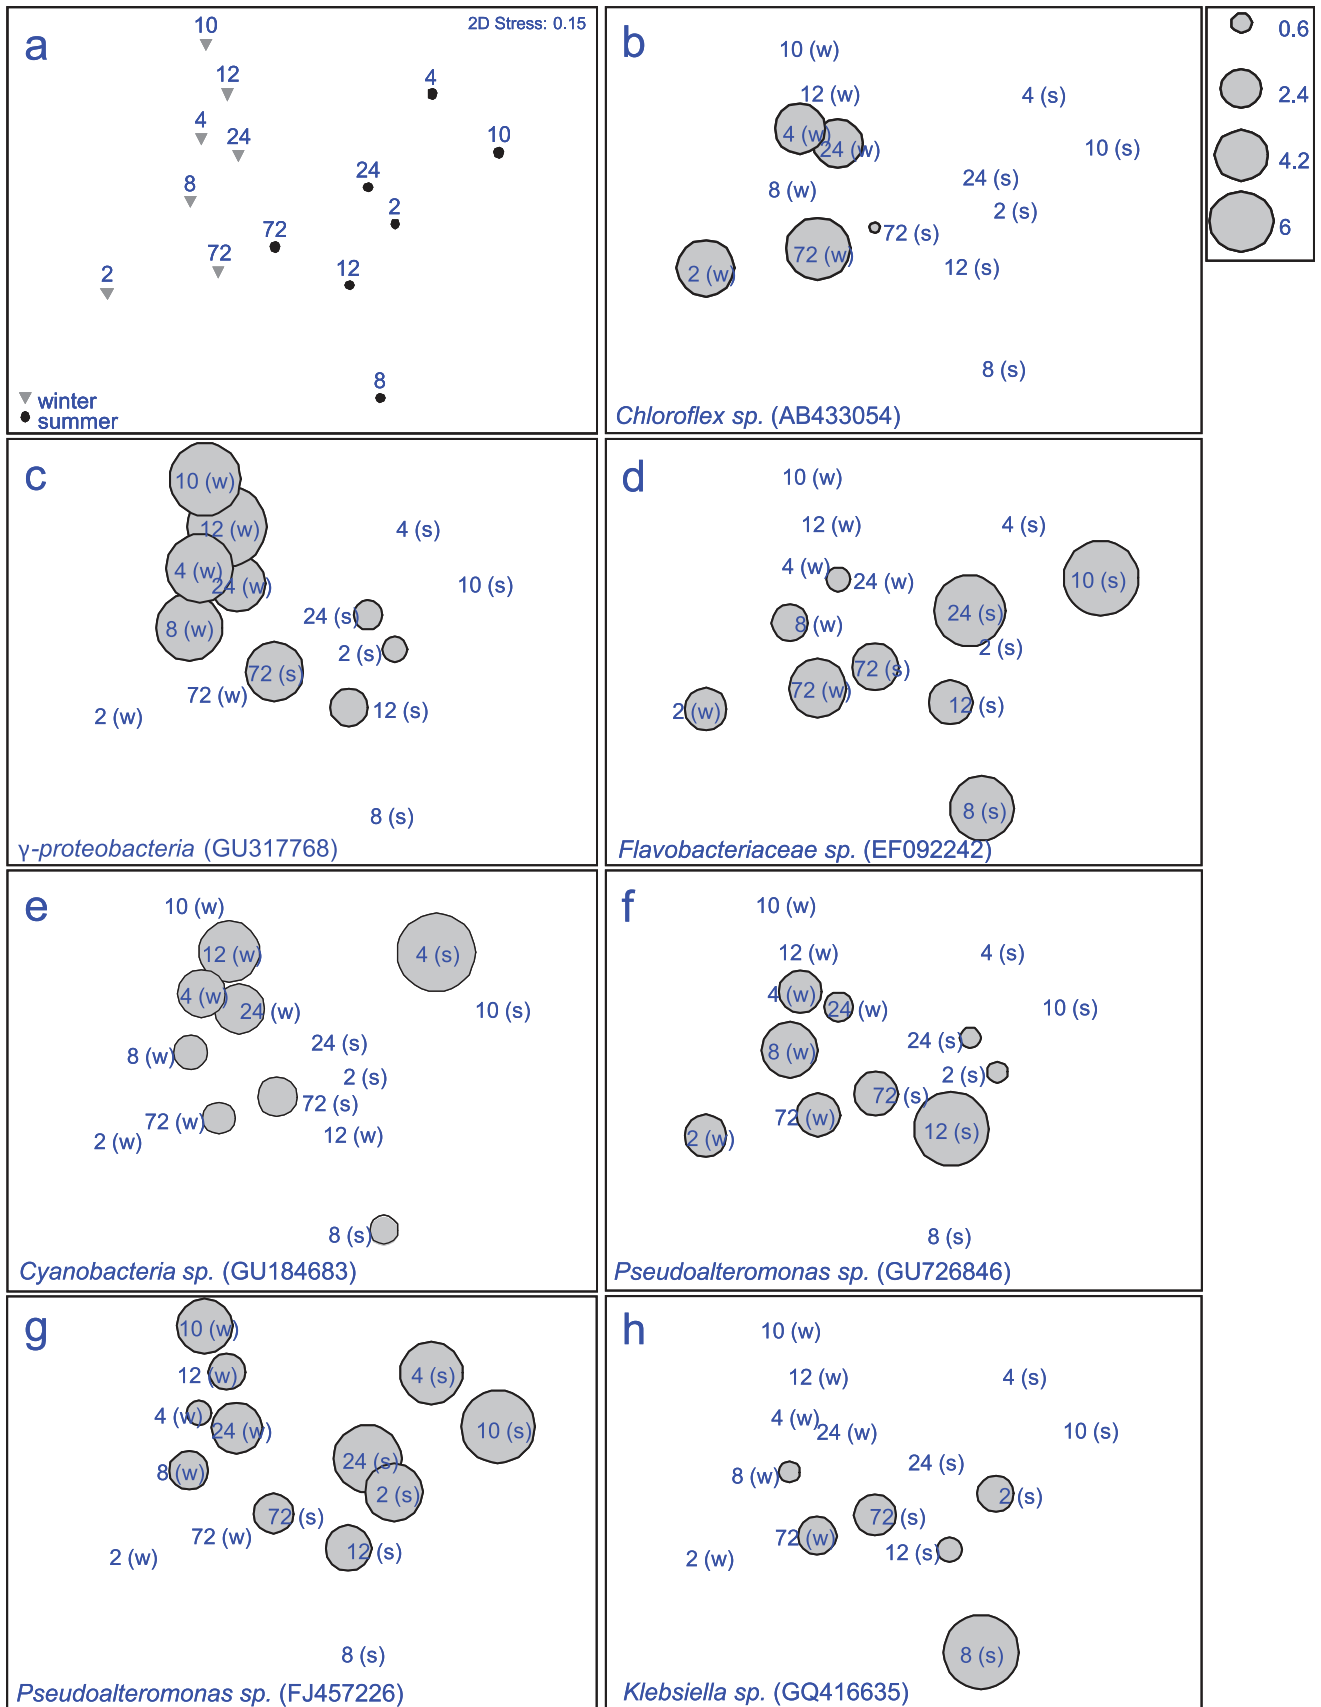 a
2D Stress: 0.15
10
12
4
4
24
10
8
24
2
72
72
12
2
8
winter
summer
b
10 (w)
12 (w)
4 (s)
4 (w)
24 (w)
10 (s)
24 (s)
8 (w)
2 (s)
72 (s)
72 (w)
12 (s)
2 (w)
8 (s)
Chloroflex sp. (AB433054)
0.6
2.4
4.2
6
c
10 (w)
12 (w)
4 (s)
4 (w)
24 (w)
10 (s)
24 (s)
8 (w)
2 (s)
72 (s)
72 (w)
12 (s)
2 (w)
8 (s)
γ-proteobacteria (GU317768)
d
10 (w)
12 (w)
4 (s)
4 (w)
24 (w)
10 (s)
24 (s)
8 (w)
2 (s)
72 (s)
72 (w)
12 (s)
2 (w)
8 (s)
Flavobacteriaceae sp. (EF092242)
e
10 (w)
12 (w)
4 (s)
4 (w)
24 (w)
10 (s)
24 (s)
8 (w)
2 (s)
72 (s)
72 (w)
12 (w)
2 (w)
8 (s)
Cyanobacteria sp. (GU184683)
f
10 (w)
12 (w)
4 (s)
4 (w)
24 (w)
10 (s)
24 (s)
8 (w)
2 (s)
72 (s)
72 (w)
12 (s)
2 (w)
8 (s)
Pseudoalteromonas sp. (GU726846)
g
10 (w)
12 (w)
4 (s)
4 (w)
24 (w)
10 (s)
24 (s)
8 (w)
2 (s)
72 (s)
72 (w)
12 (s)
2 (w)
8 (s)
Pseudoalteromonas sp. (FJ457226)
h
10 (w)
12 (w)
4 (s)
4 (w)
24 (w)
10 (s)
24 (s)
8 (w)
2 (s)
72 (s)
72 (w)
12 (s)
2 (w)
8 (s)
Klebsiella sp. (GQ416635)